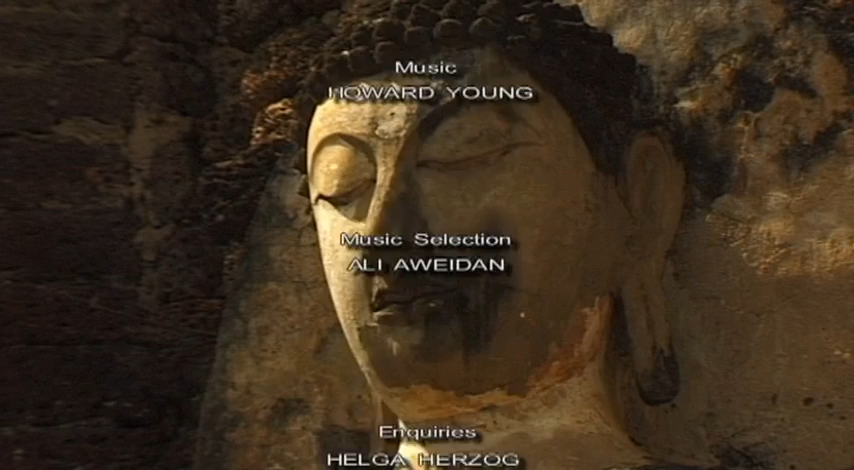 Music
HOWARD YOUNG
Music Selection
ALI AWEIDAN
Enquiries
HELGA HERZOG